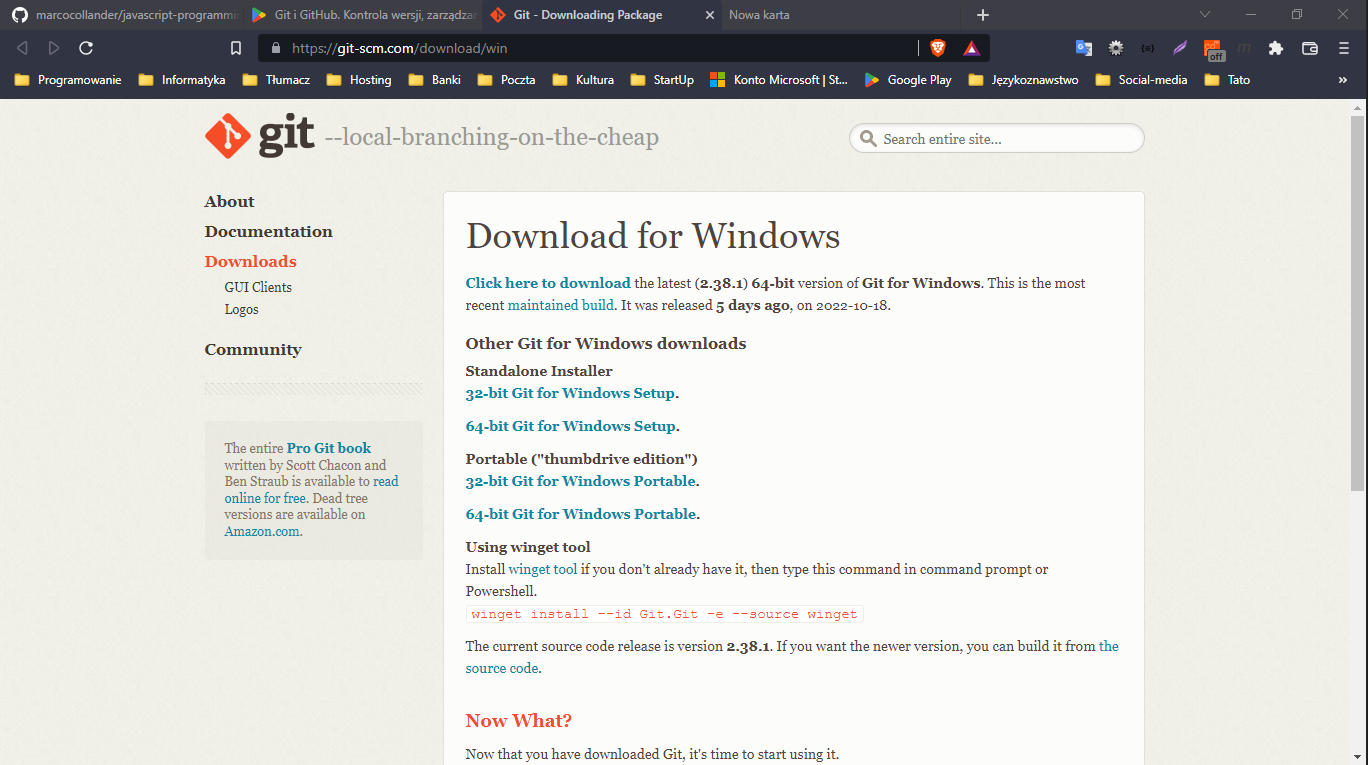 marcocollander/javascript-programmi
Git i GitHub. Kontrola wersji, zarządzan
Git - Downloading Package
Nowa karta
https://git-scm.com/download/win
off
Programowanie
Informatyka
Tłumacz
Hosting
Banki
Poczta
Kultura
StartUp
Konto Microsoft | St...
Google Play
Językoznawstwo
Social-media
Tato
»
git --local-branching-on-the-cheap
Search entire site...
About
Documentation
Downloads
GUI Clients
Logos
Community
The entire Pro Git book
written by Scott Chacon and
Ben Straub is available to read
online for free. Dead tree
versions are available on
Amazon.com.
Download for Windows
Click here to download the latest (2.38.1) 64-bit version of Git for Windows. This is the most
recent maintained build. It was released 5 days ago, on 2022-10-18.
Other Git for Windows downloads
Standalone Installer
32-bit Git for Windows Setup.
64-bit Git for Windows Setup.
Portable ("thumbdrive edition")
32-bit Git for Windows Portable.
64-bit Git for Windows Portable.
Using winget tool
Install winget tool if you don't already have it, then type this command in command prompt or
Powershell.
winget install --id Git.Git -e --source winget
The current source code release is version 2.38.1. If you want the newer version, you can build it from the
source code.
Now What?
Now that you have downloaded Git, it's time to start using it.